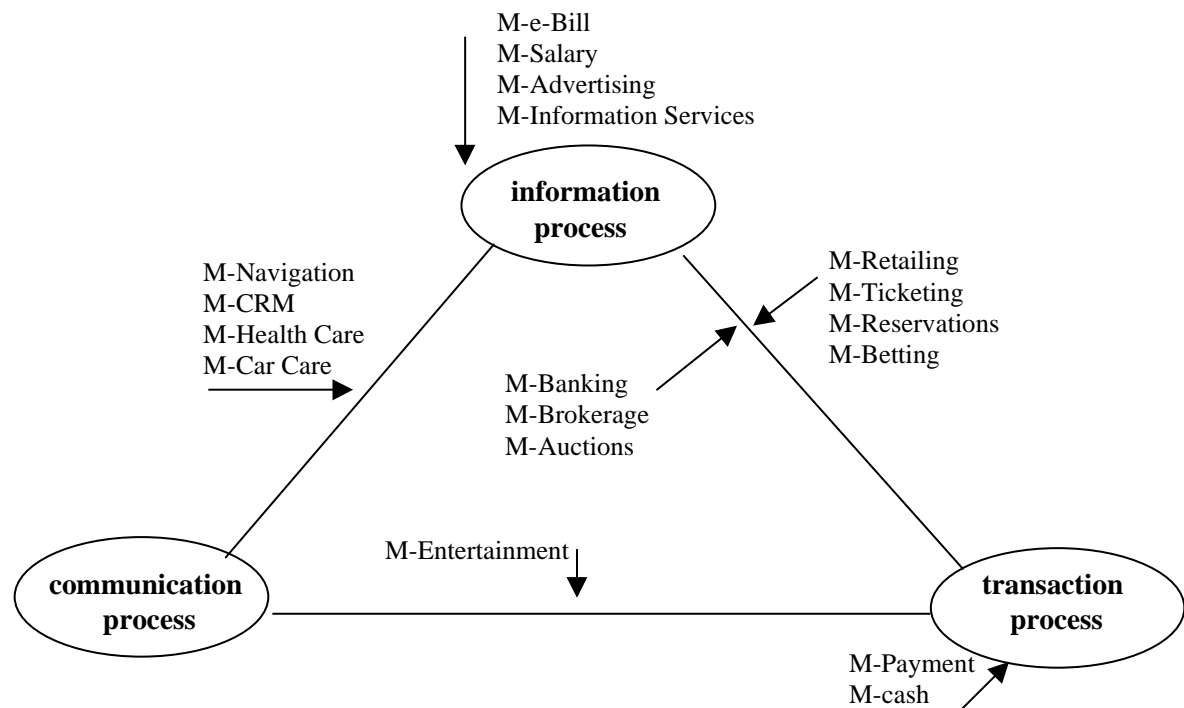 M-e-Bill
M-Salary
M-Advertising
M-Information Services
information
process
M-Navigation
M-CRM
M-Health Care
M-Car Care
M-Retailing
M-Ticketing
M-Reservations
M-Betting
M-Banking
M-Brokerage
M-Auctions
M-Entertainment
communication
process
transaction
process
M-Payment
M-cash